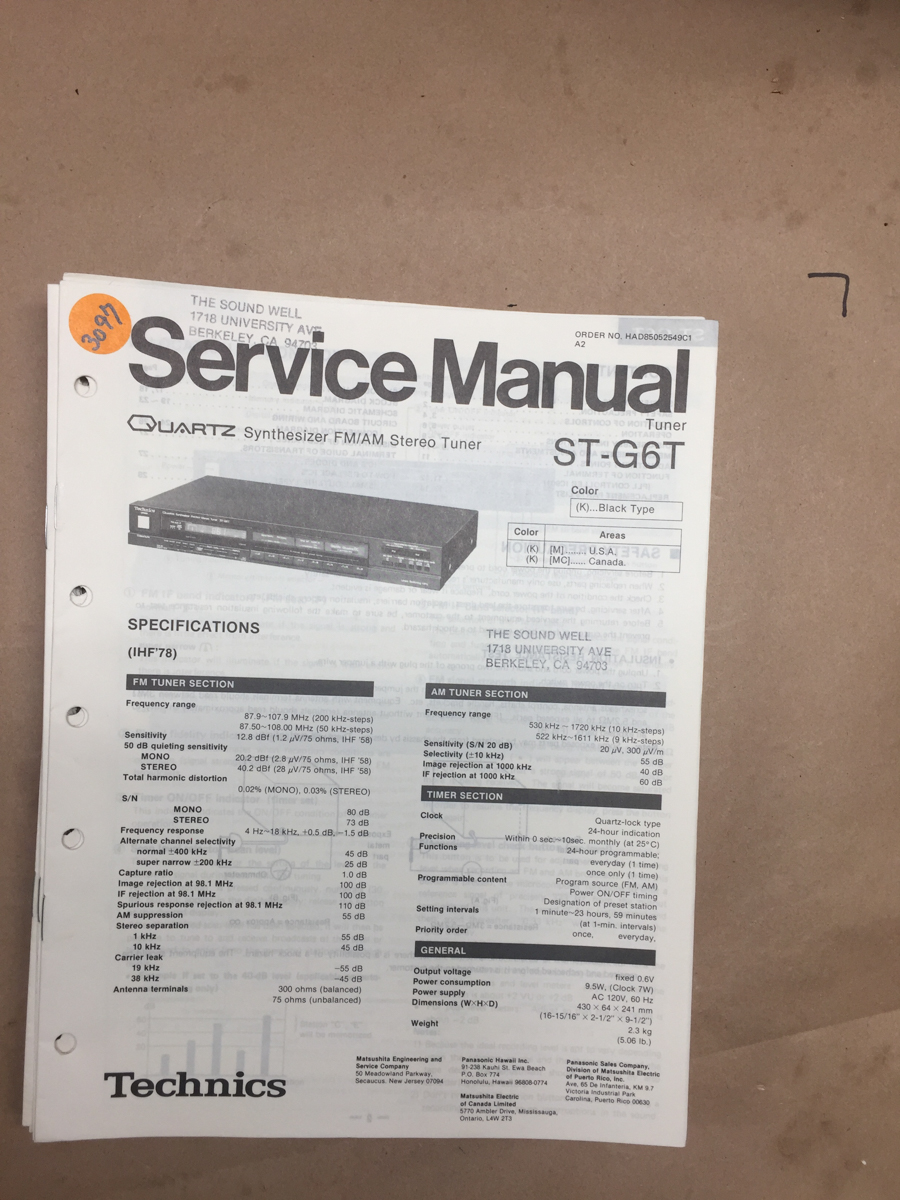 3097
THE SOUND WELL
1718 UNIVERSITY AVE
BERKELEY, CA 94703
ORDER NO. HAD85052549C1
A2
Service Manual
Tuner
QUARTZ Synthesizer FM/AM Stereo Tuner
ST-G6T
Color
(K)...Black Type
Color Areas
(K) [M]....... U.S.A.
(K) [MC]...... Canada.
Technics
SPECIFICATIONS
(IHF'78)
THE SOUND WELL
1718 UNIVERSITY AVE
BERKELEY, CA 94703
FM TUNER SECTION
Frequency range
87.9~107.9 MHz (200 kHz-steps)
87.50~108.00 MHz (50 kHz-steps)
Sensitivity 12.8 dBf (1.2 μV/75 ohms, IHF '58)
50 dB quieting sensitivity
MONO 20.2 dBf (2.8 μV/75 ohms, IHF '58)
STEREO 40.2 dBf (28 μV/75 ohms, IHF '58)
Total harmonic distortion
0.02% (MONO), 0.03% (STEREO)
S/N
MONO 80 dB
STEREO 73 dB
Frequency response 4 Hz~18 kHz, +0.5 dB, −1.5 dB
Alternate channel selectivity
normal ±400 kHz 45 dB
super narrow ±200 kHz 25 dB
Capture ratio 1.0 dB
Image rejection at 98.1 MHz 100 dB
IF rejection at 98.1 MHz 100 dB
Spurious response rejection at 98.1 MHz 110 dB
AM suppression 55 dB
Stereo separation
1 kHz 55 dB
10 kHz 45 dB
Carrier leak
19 kHz −55 dB
38 kHz −45 dB
Antenna terminals 300 ohms (balanced)
75 ohms (unbalanced)
AM TUNER SECTION
Frequency range
530 kHz ~ 1720 kHz (10 kHz-steps)
522 kHz~1611 kHz (9 kHz-steps)
Sensitivity (S/N 20 dB) 20 μV, 300 μV/m
Selectivity (±10 kHz) 55 dB
Image rejection at 1000 kHz 40 dB
IF rejection at 1000 kHz 60 dB
TIMER SECTION
Clock Quartz-lock type
24-hour indication
Precision Within 0 sec.~10sec. monthly (at 25°C)
Functions 24-hour programmable;
everyday (1 time)
once only (1 time)
Programmable content Program source (FM, AM)
Power ON/OFF timing
Designation of preset station
Setting intervals 1 minute~23 hours, 59 minutes
(at 1-min. intervals)
Priority order once, everyday,
GENERAL
Output voltage fixed 0.6V
Power consumption 9.5W, (Clock 7W)
Power supply AC 120V, 60 Hz
Dimensions (W×H×D) 430 × 64 × 241 mm
(16-15/16" × 2-1/2" × 9-1/2")
Weight 2.3 kg
(5.06 lb.)
Technics
Matsushita Engineering and
Service Company
50 Meadowland Parkway,
Secaucus, New Jersey 07094
Panasonic Hawaii Inc.
91-238 Kauhi St. Ewa Beach
P.O. Box 774
Honolulu, Hawaii 96808-0774
Matsushita Electric
of Canada Limited
5770 Ambler Drive, Mississauga,
Ontario, L4W 2T3
Panasonic Sales Company,
Division of Matsushita Electric
of Puerto Rico, Inc.
Ave. 65 De Infanteria, KM 9.7
Victoria Industrial Park
Carolina, Puerto Rico 00630